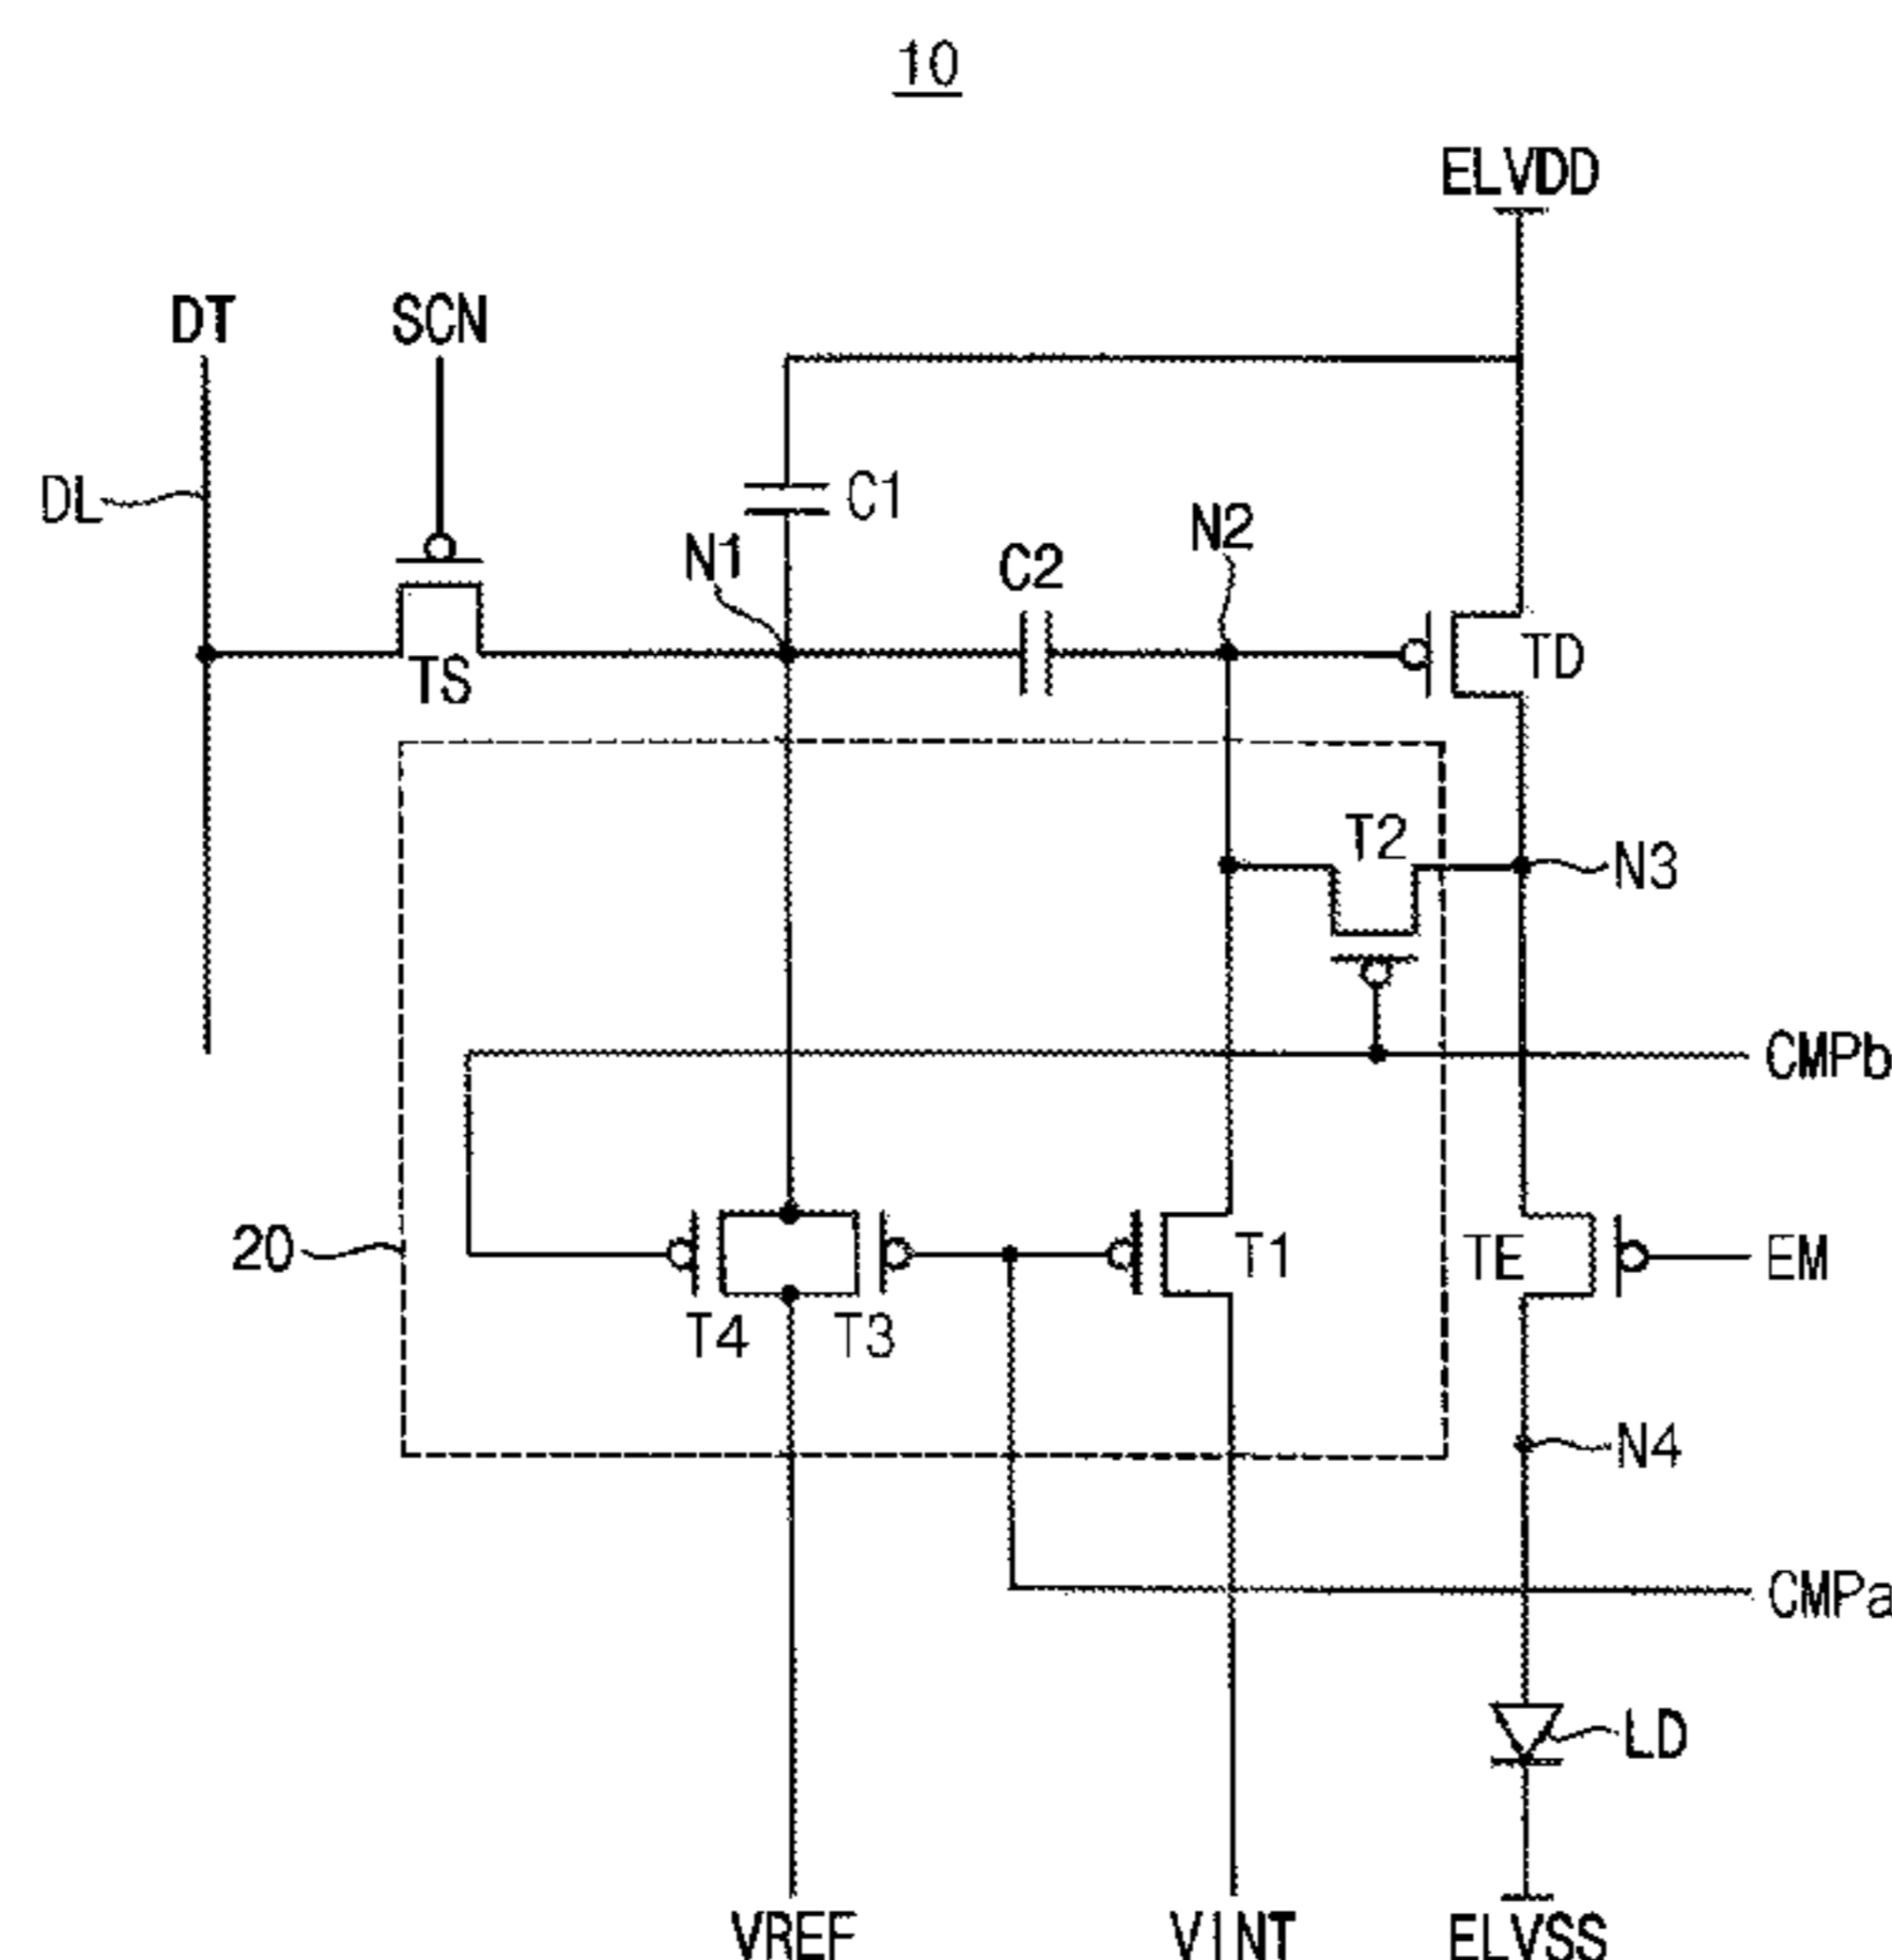 10
ELVDD
DT SCN
DL
C1
N1 C2 N2
TS TD
T2
N3
CMPb
20
T4 T3 T1 TE EM
N4
CMPa
LD
VREF VINT ELVSS